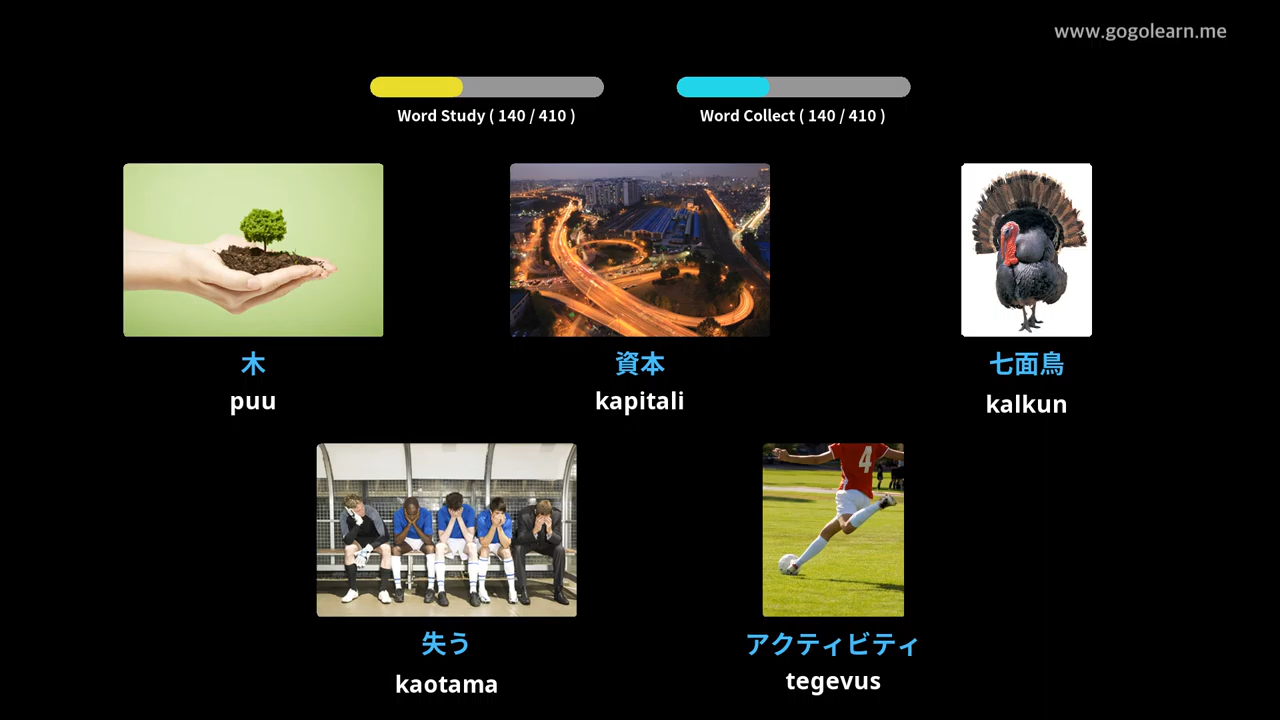 www.gogolearn.me
Word Study ( 140 / 410 )
Word Collect ( 140 / 410 )
木
puu
資本
kapitali
七面鳥
kalkun
4
失う
kaotama
アクティビティ
tegevus